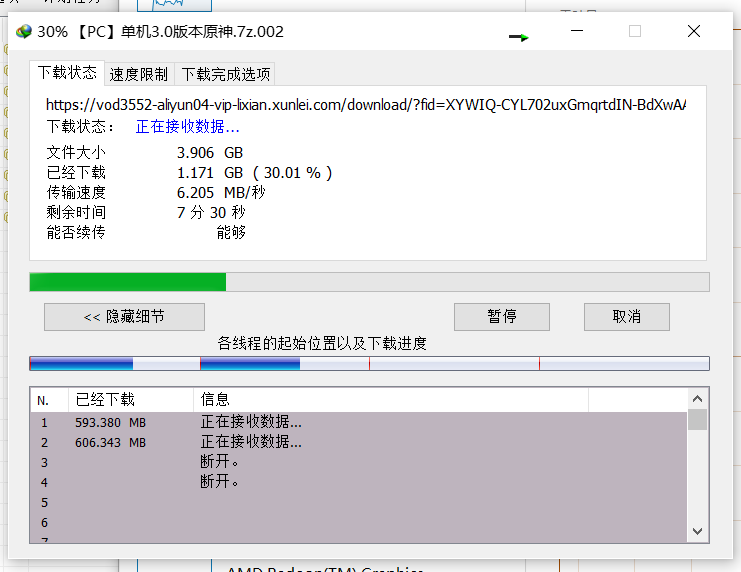 30% 【PC】单机3.0版本原神.7z.002
下载状态 速度限制 下载完成选项
https://vod3552-aliyun04-vip-lixian.xunlei.com/download/?fid=XYWIQ-CYL702uxGmqrtdIN-BdXwAA
下载状态： 正在接收数据...
文件大小 3.906 GB
已经下载 1.171 GB ( 30.01 % )
传输速度 6.205 MB/秒
剩余时间 7 分 30 秒
能否续传 能够
<< 隐藏细节 暂停 取消
各线程的起始位置以及下载进度
N. 已经下载 信息
1 593.380 MB 正在接收数据...
2 606.343 MB 正在接收数据...
3 断开。
4 断开。
5
6
7
AMD Radeon(TM) Graphics